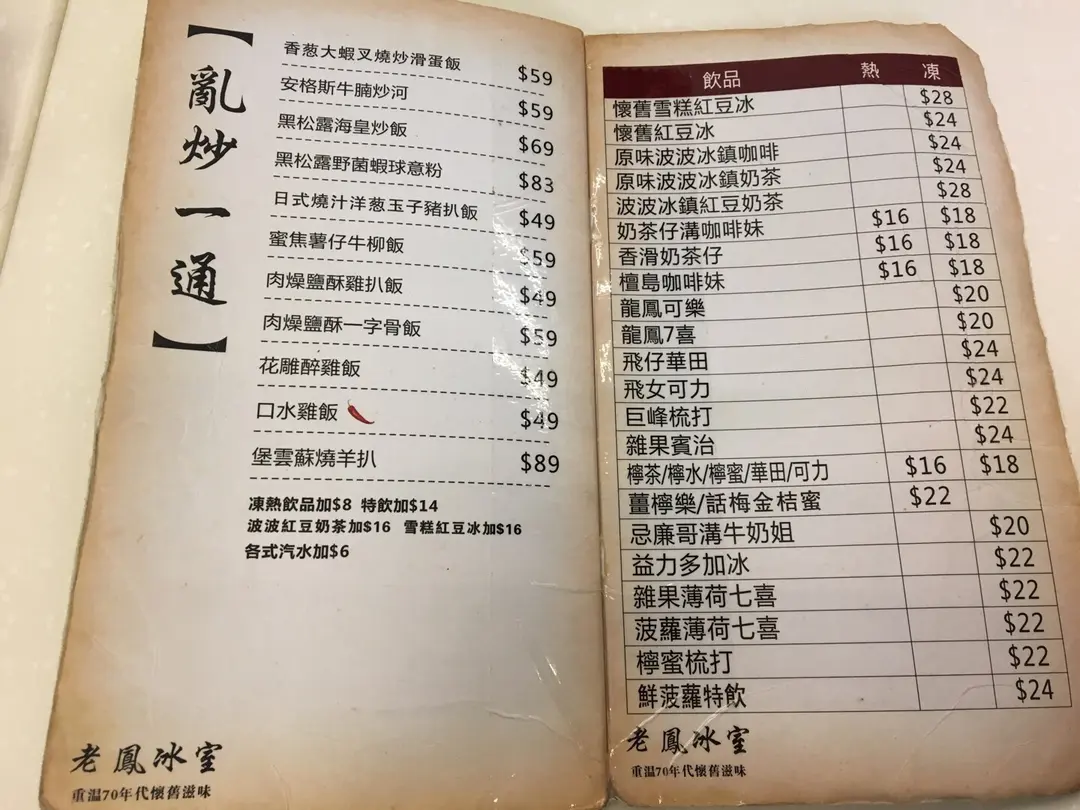 【亂炒一通】
香葱大蝦叉燒炒滑蛋飯 $59
安格斯牛腩炒河 $59
黑松露海皇炒飯 $69
黑松露野菌蝦球意粉 $83
日式燒汁洋葱玉子豬扒飯 $49
蜜焦薯仔牛柳飯 $59
肉燥鹽酥雞扒飯 $49
肉燥鹽酥一字骨飯 $59
花雕醉雞飯 $49
口水雞飯 $49
堡雲蘇燒羊扒 $89
凍熱飲品加$8 特飲加$14
波波紅豆奶茶加$16 雪糕紅豆冰加$16
各式汽水加$6
老鳳冰室
重温70年代懷舊滋味
飲品 熱 凍
懷舊雪糕紅豆冰 $28
懷舊紅豆冰 $24
原味波波冰鎮咖啡 $24
原味波波冰鎮奶茶 $24
波波冰鎮紅豆奶茶 $28
奶茶仔溝咖啡妹 $16 $18
香滑奶茶仔 $16 $18
檀島咖啡妹 $16 $18
龍鳳可樂 $20
龍鳳7喜 $20
飛仔華田 $24
飛女可力 $24
巨峰梳打 $22
雜果賓治 $24
檸茶/檸水/檸蜜/華田/可力 $16 $18
薑檸樂/話梅金桔蜜 $22
忌廉哥溝牛奶姐 $20
益力多加冰 $22
雜果薄荷七喜 $22
菠蘿薄荷七喜 $22
檸蜜梳打 $22
鮮菠蘿特飲 $24
老鳳冰室
重温70年代懷舊滋味